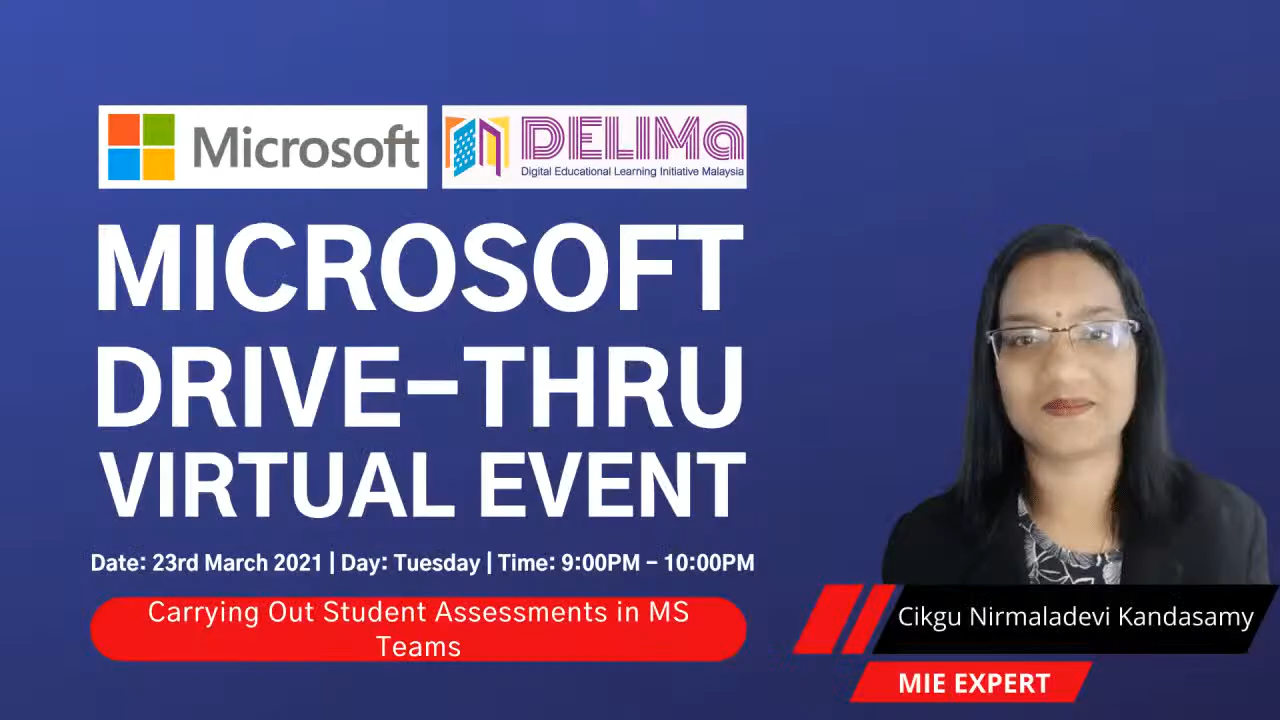 Microsoft
DELIMa
Digital Educational Learning Initiative Malaysia
MICROSOFT
DRIVE-THRU
VIRTUAL EVENT
Date: 23rd March 2021 | Day: Tuesday | Time: 9:00PM - 10:00PM
Carrying Out Student Assessments in MS
Teams
Cikgu Nirmaladevi Kandasamy
MIE EXPERT